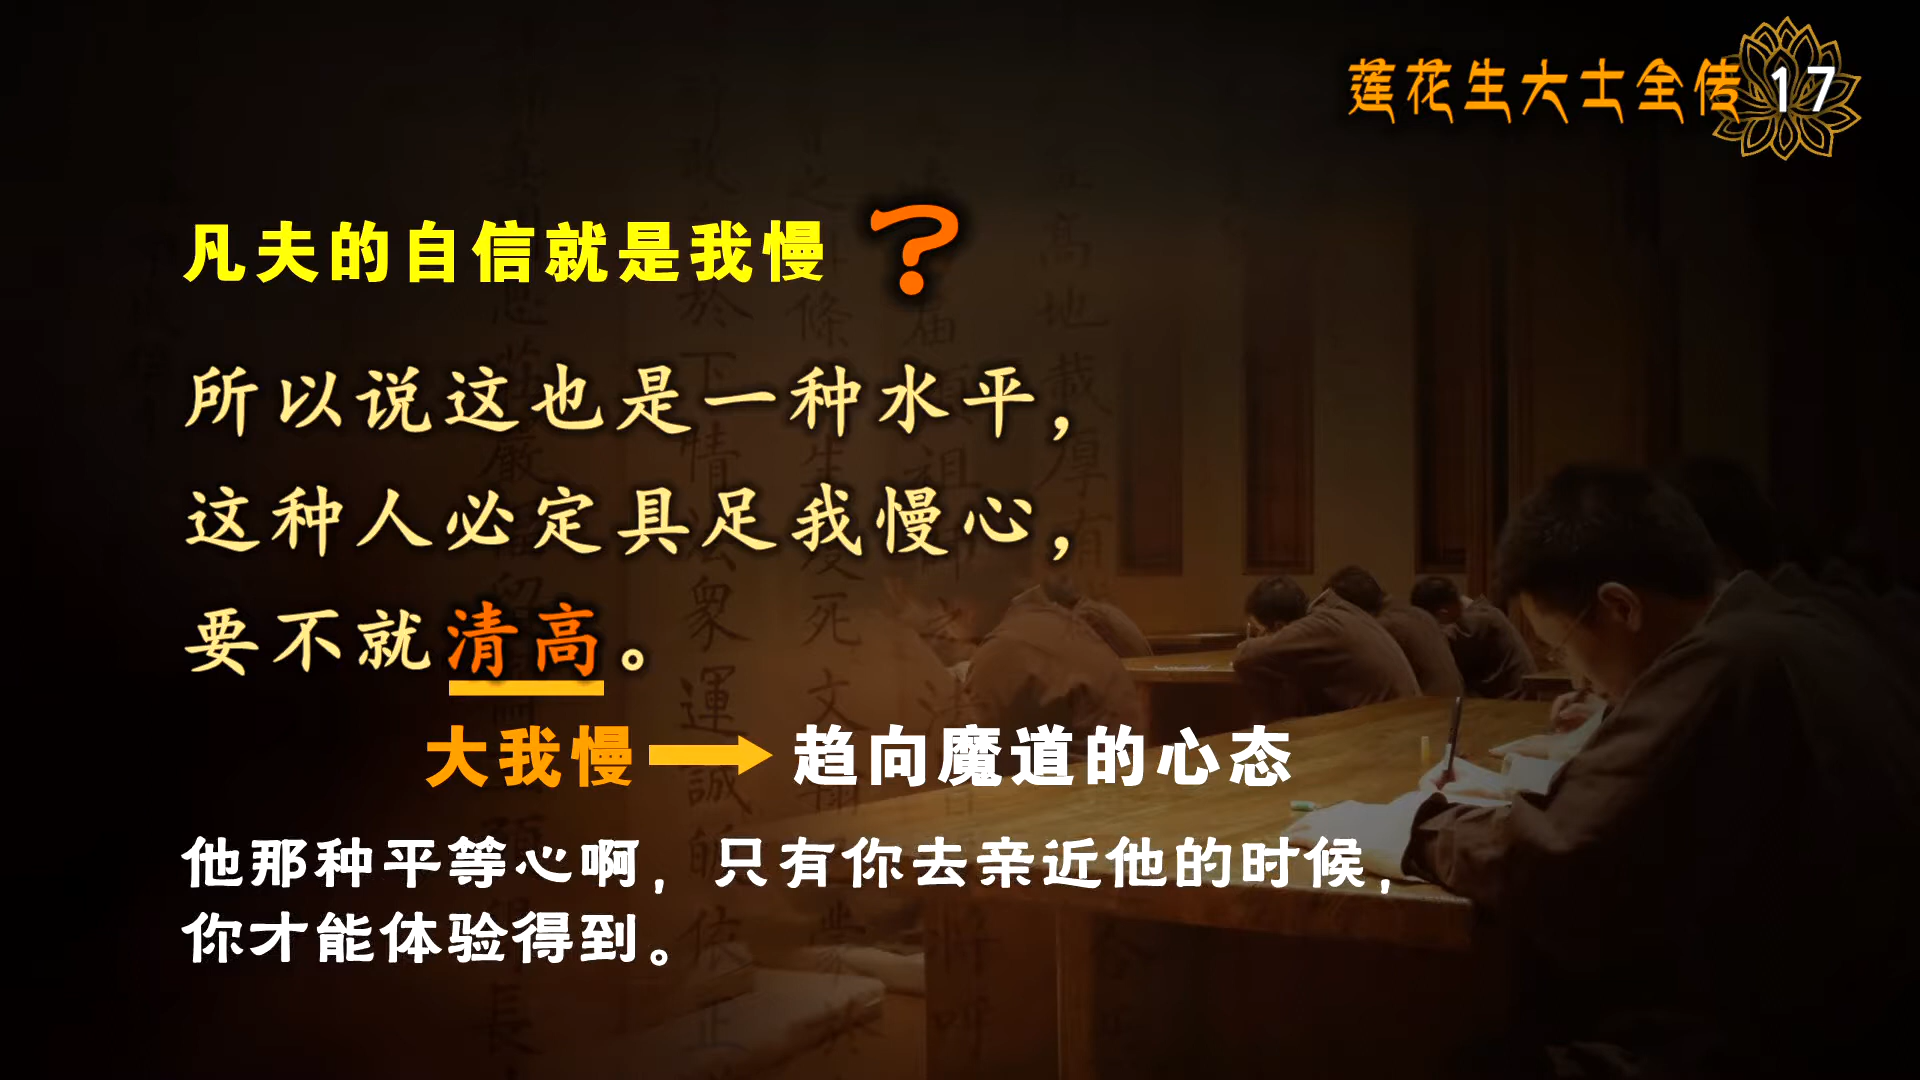 莲花生大士全传 17
凡夫的自信就是我慢？
所以说这也是一种水平，
这种人必定具足我慢心，
要不就清高。
大我慢 趋向魔道的心态
他那种平等心啊，只有你去亲近他的时候，
你才能体验得到。